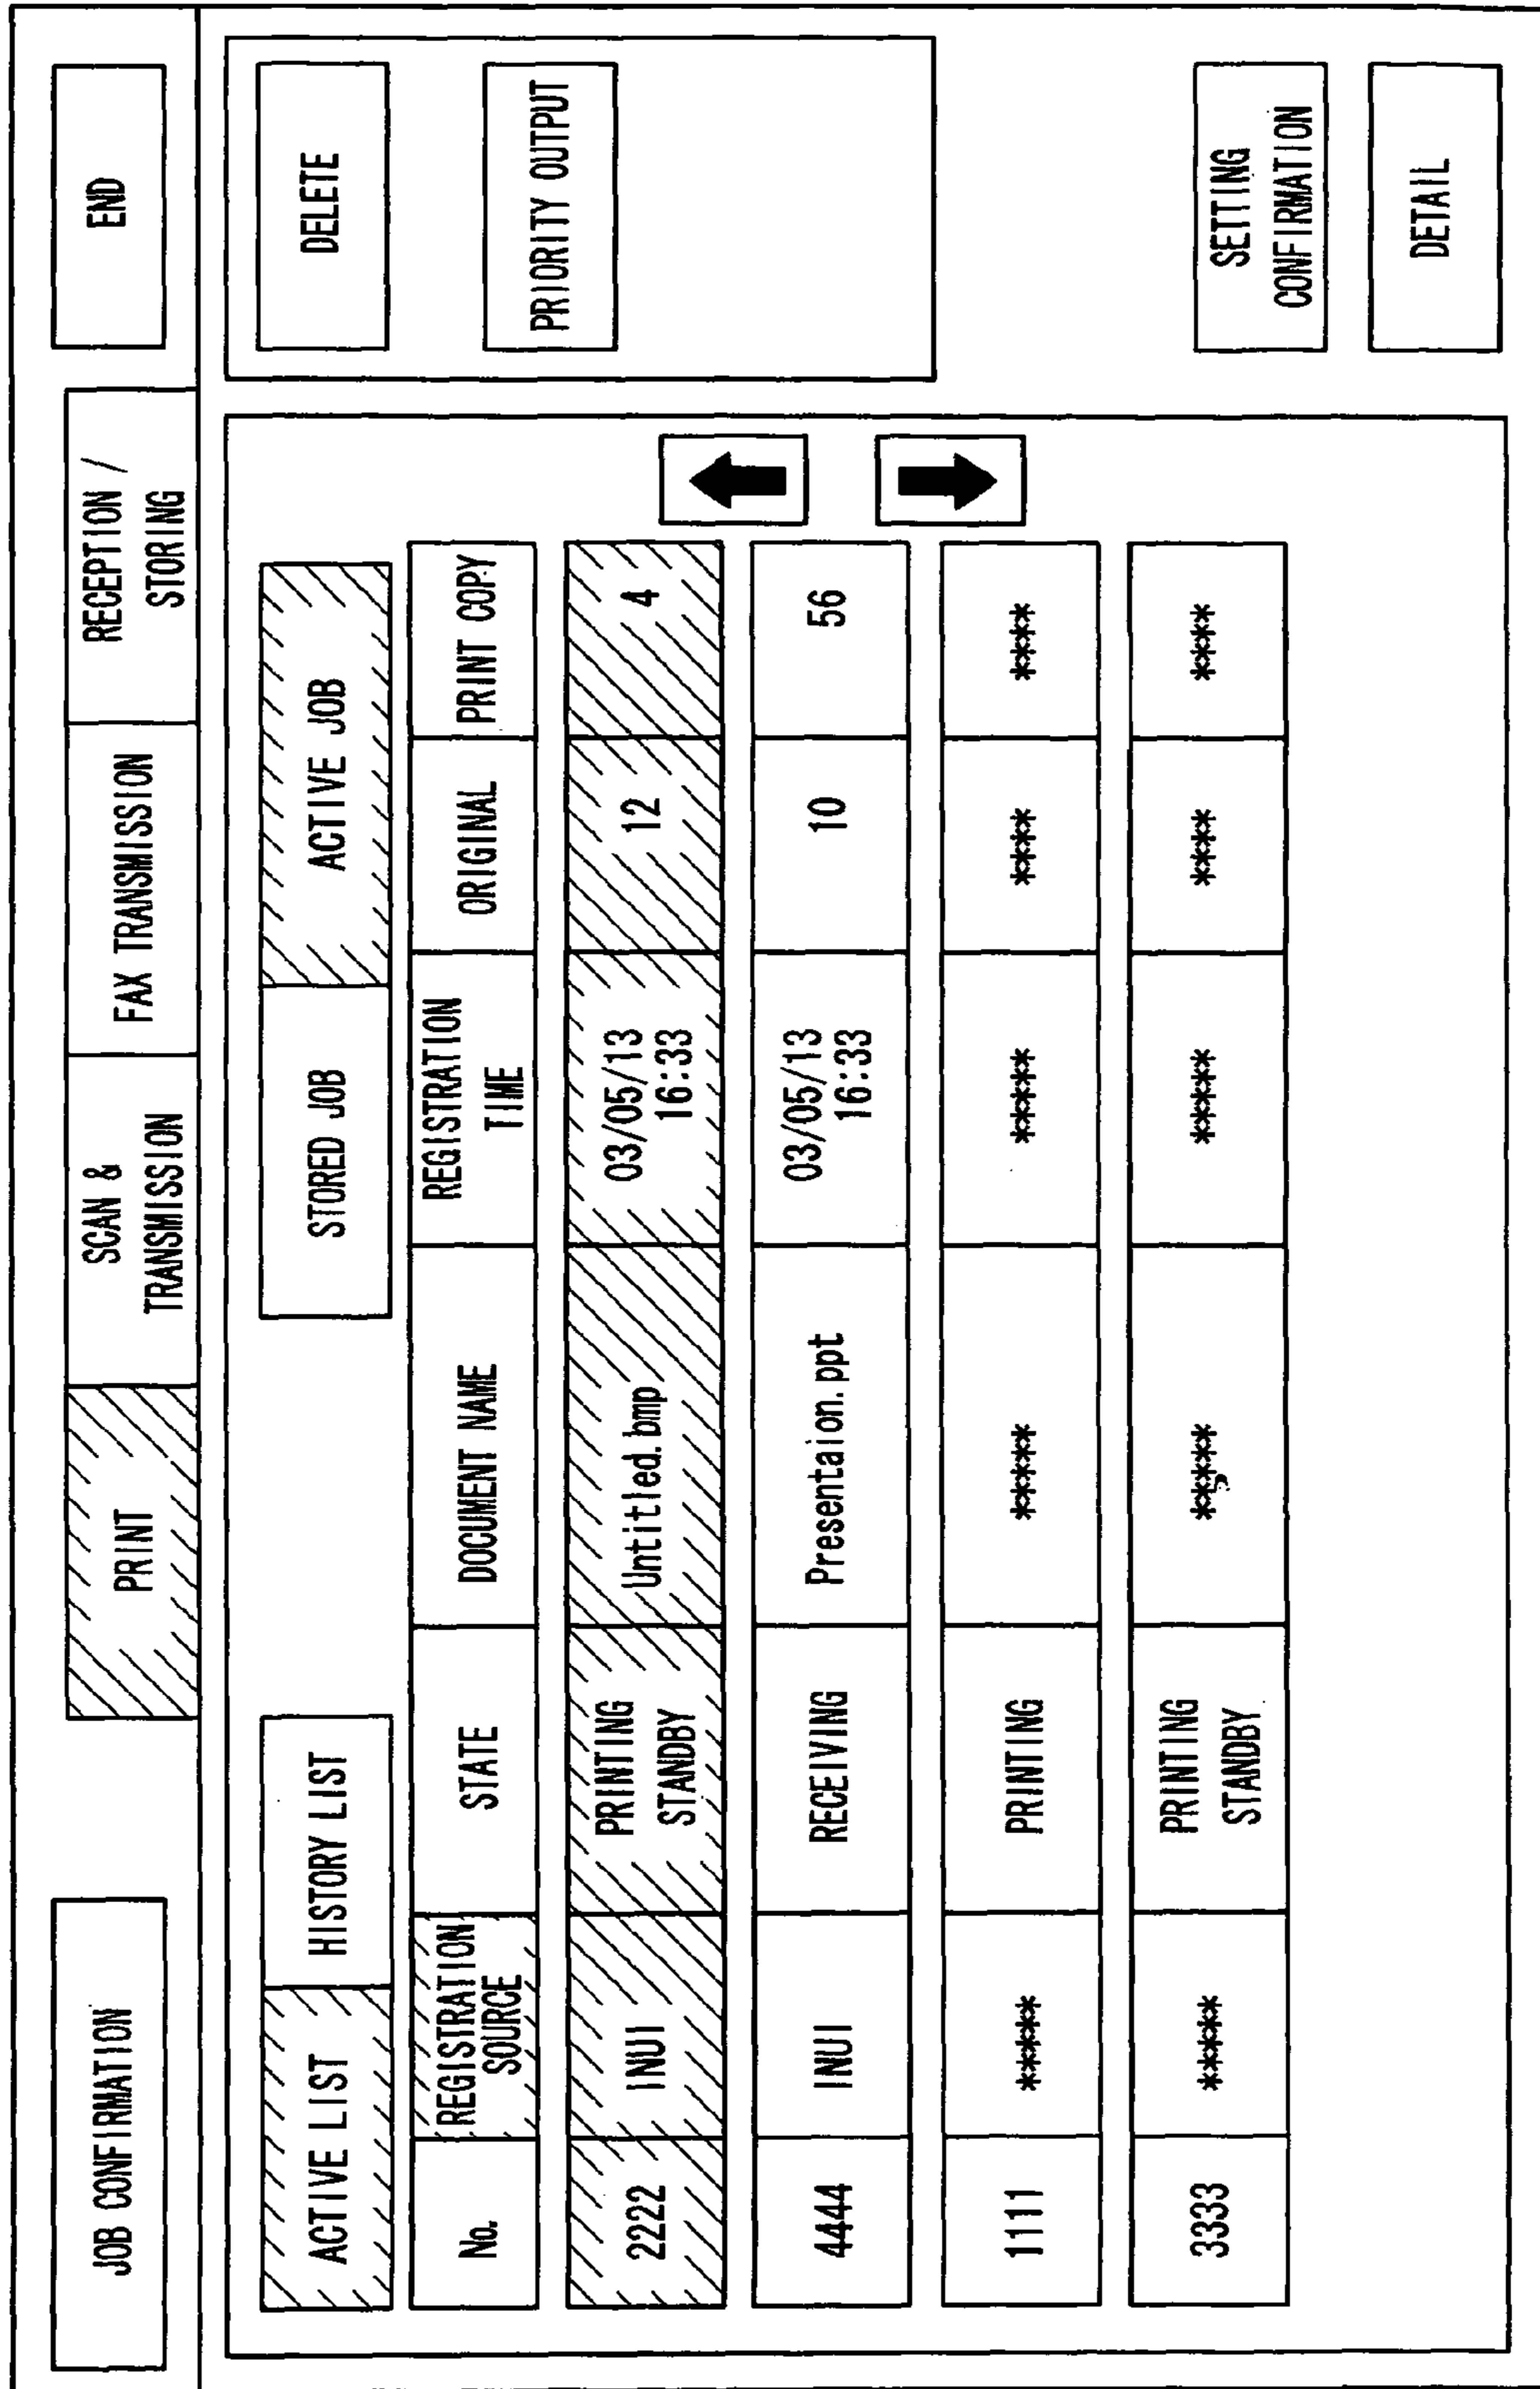 JOB CONFIRMATION
END
PRINT
SCAN &
TRANSMISSION
FAX TRANSMISSION
RECEPTION /
STORING
ACTIVE LIST
HISTORY LIST
STORED JOB
ACTIVE JOB
No.
REGISTRATION
SOURCE
STATE
DOCUMENT NAME
REGISTRATION
TIME
ORIGINAL
PRINT COPY
2222
INUI
PRINTING
STANDBY
Untitled.bmp
03/05/13
16:33
12
4
4444
INUI
RECEIVING
Presentaion.ppt
03/05/13
16:33
10
56
1111
*****
PRINTING
*****
*****
****
****
3333
*****
PRINTING
STANDBY
*****
*****
****
****
DELETE
PRIORITY OUTPUT
SETTING
CONFIRMATION
DETAIL